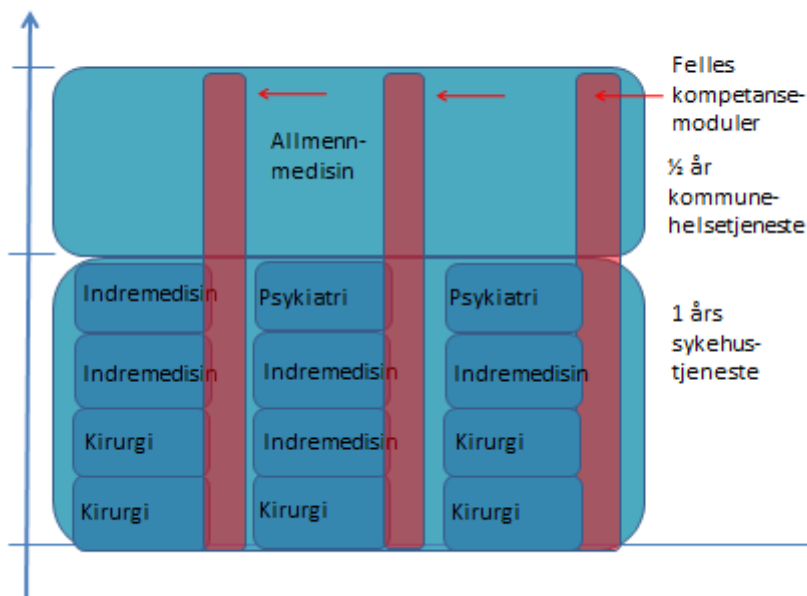 Felles
kompetanse-
moduler
Allmenn-
medisin
½ år
kommune-
helsetjeneste
Indremedisin
Psykiatri
Psykiatri
1 års
sykehus-
tjeneste
Indremedisin
Indremedisin
Indremedisin
Kirurgi
Indremedisin
Kirurgi
Kirurgi
Kirurgi
Kirurgi